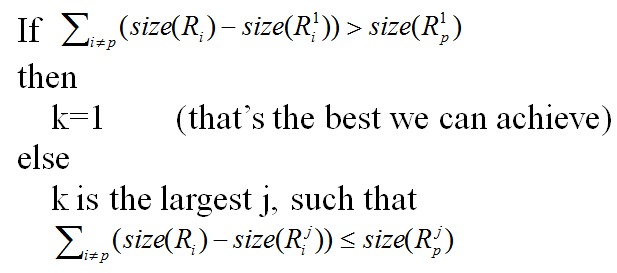 If ∑_{i≠p} (size(R_i) − size(R_i^1)) > size(R_p^1)
then
k=1 (that's the best we can achieve)
else
k is the largest j, such that
∑_{i≠p} (size(R_i) − size(R_i^j)) ≤ size(R_p^j)